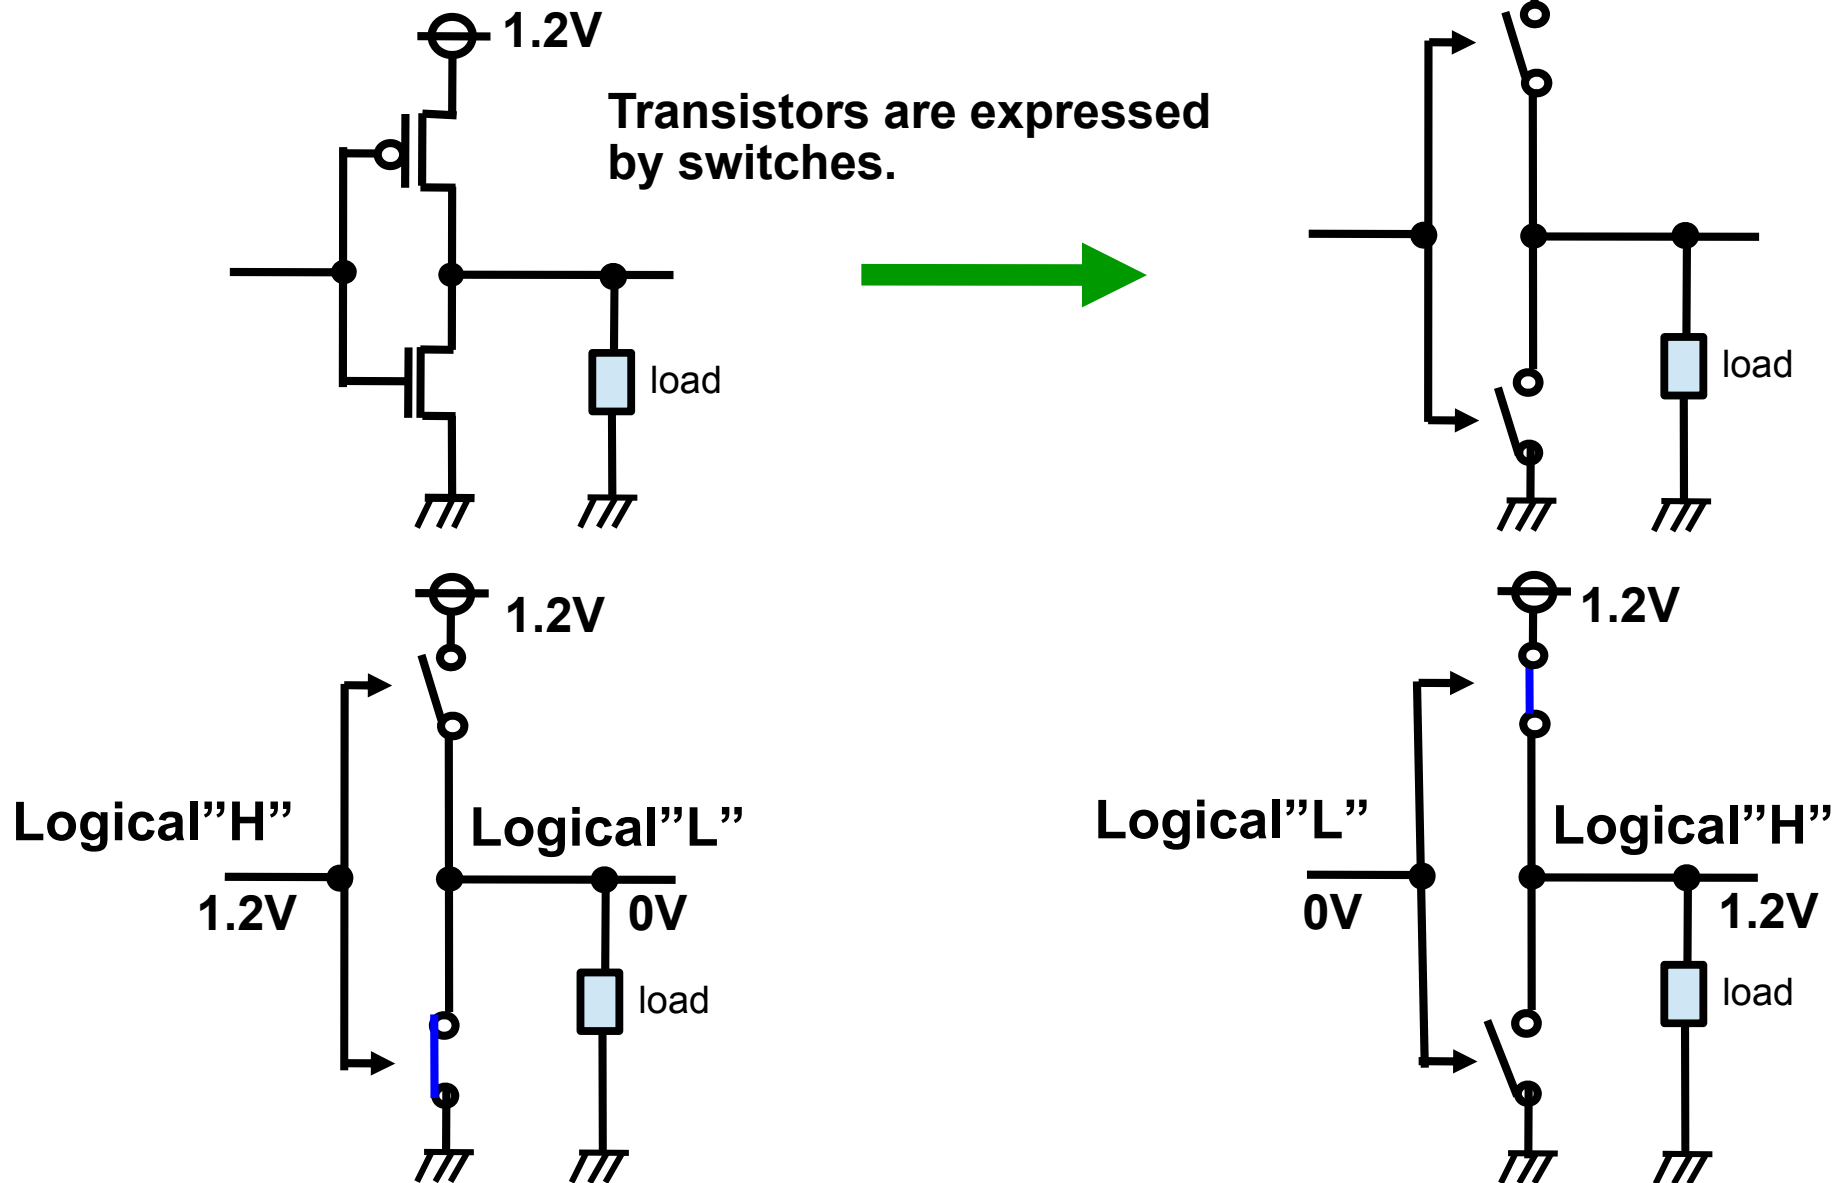 1.2V
Transistors are expressed
by switches.
load
load
1.2V
1.2V
Logical”H”
Logical”L”
Logical”L”
Logical”H”
1.2V
0V
0V
1.2V
load
load